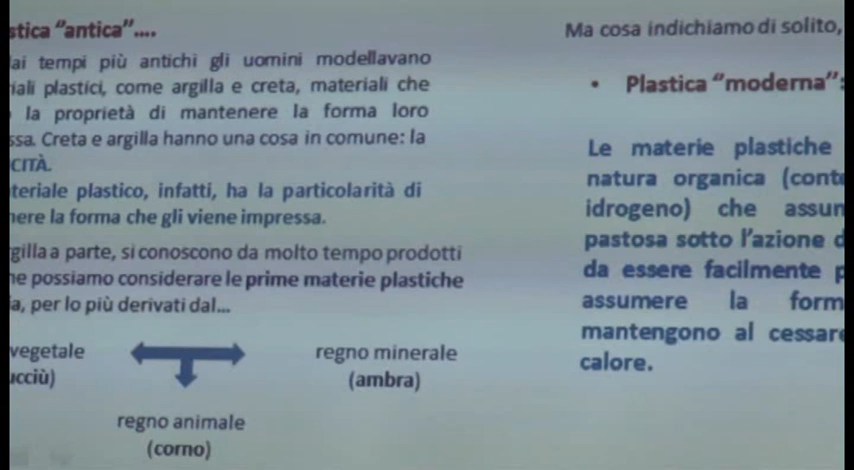 stica "antica"....
ai tempi più antichi gli uomini modellavano
iali plastici, come argilla e creta, materiali che
la proprietà di mantenere la forma loro
ssa. Creta e argilla hanno una cosa in comune: la
CITÀ.
teriale plastico, infatti, ha la particolarità di
nere la forma che gli viene impressa.
gilla a parte, si conoscono da molto tempo prodotti
he possiamo considerare le prime materie plastiche
a, per lo più derivati dal...
vegetale
ucciù)
regno minerale
(ambra)
regno animale
(corno)
Ma cosa indichiamo di solito,
• Plastica "moderna":
Le materie plastiche
natura organica (conte
idrogeno) che assum
pastosa sotto l'azione d
da essere facilmente p
assumere la form
mantengono al cessare
calore.